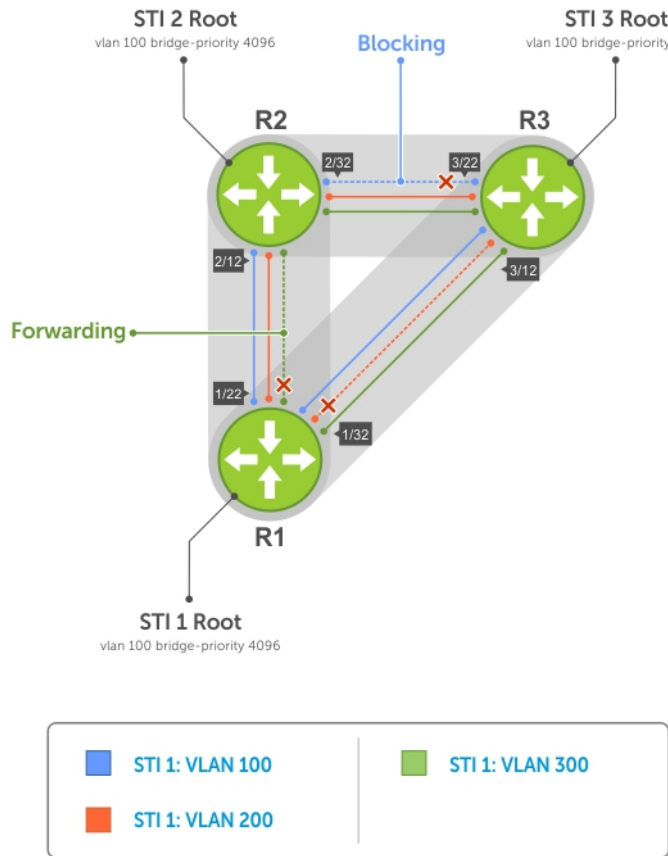 STI 2 Root
vlan 100 bridge-priority 4096
STI 3 Root
vlan 100 bridge-priority
Blocking
R2
R3
2/32
3/22
2/12
3/12
Forwarding
1/22
1/32
R1
STI 1 Root
vlan 100 bridge-priority 4096
STI 1: VLAN 100
STI 1: VLAN 300
STI 1: VLAN 200